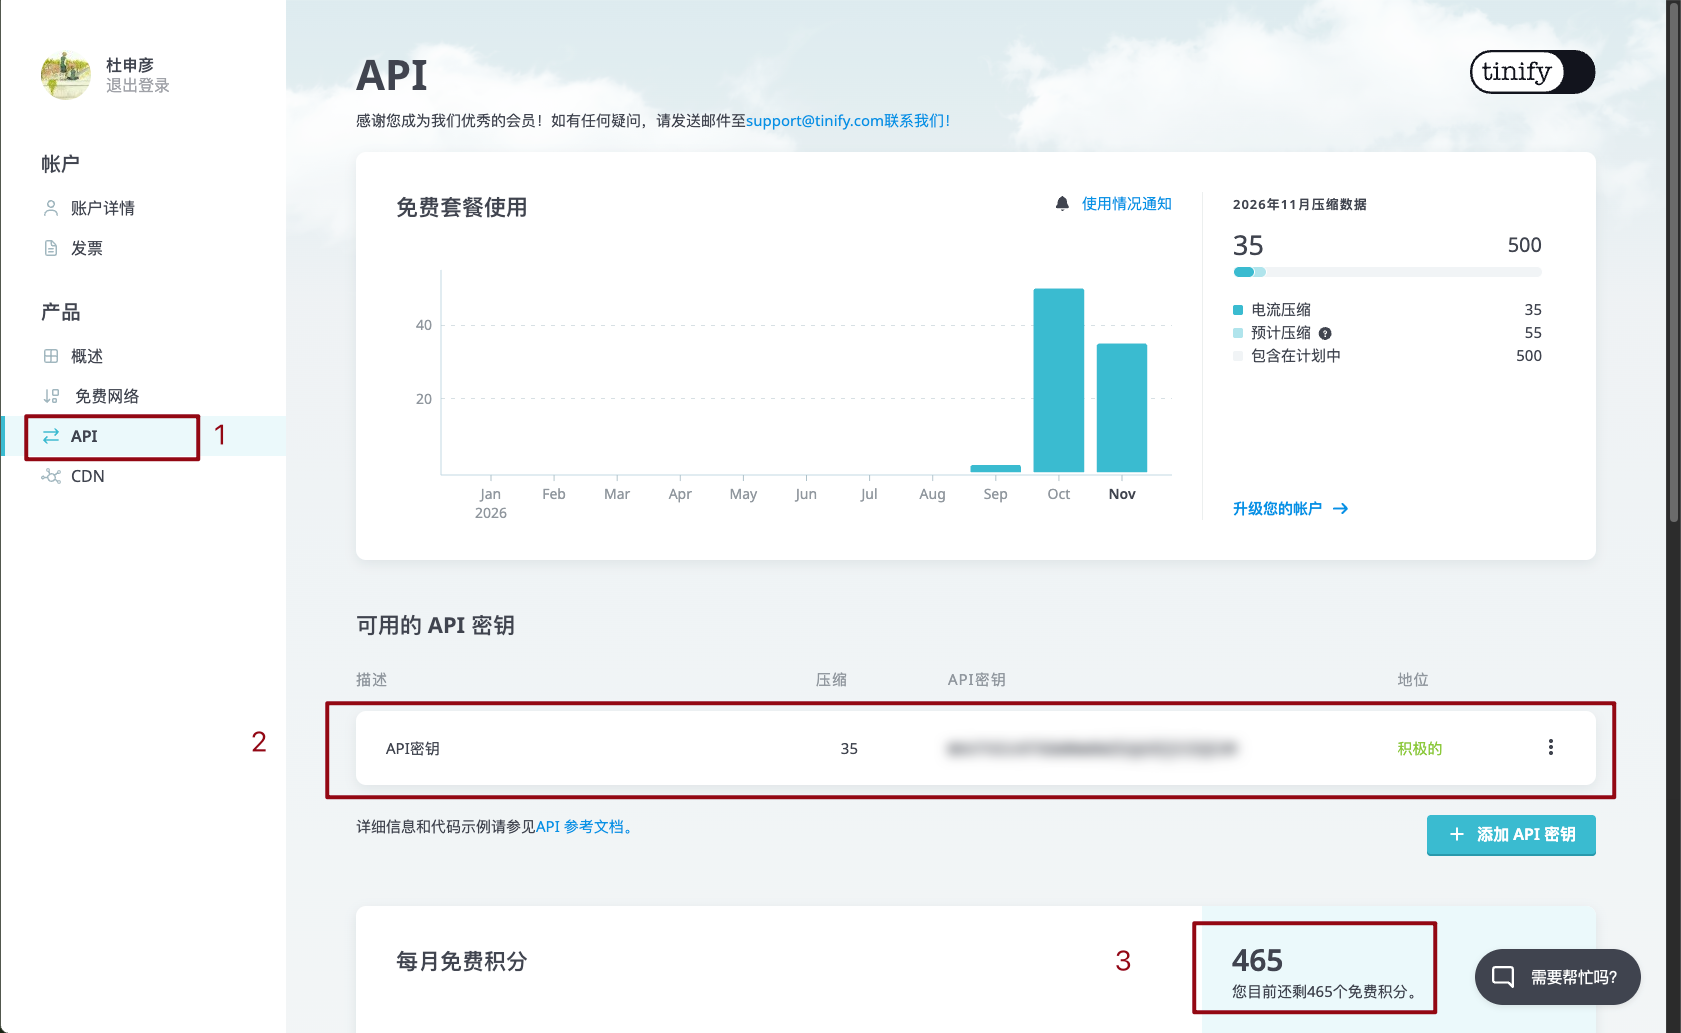 杜申彦
退出登录
帐户
账户详情
发票
产品
概述
免费网络
API
1
CDN
API
tinify
感谢您成为我们优秀的会员！如有任何疑问，请发送邮件至support@tinify.com联系我们！
免费套餐使用
使用情况通知
40
20
Jan
2026
Feb
Mar
Apr
May
Jun
Jul
Aug
Sep
Oct
Nov
2026年11月压缩数据
35
500
电流压缩 35
预计压缩 ? 55
包含在计划中 500
升级您的帐户 →
可用的 API 密钥
描述 压缩 API密钥 地位
2
API密钥 35 积极的
详细信息和代码示例请参见API 参考文档。
+ 添加 API 密钥
每月免费积分
3
465
您目前还剩465个免费积分。
需要帮忙吗?